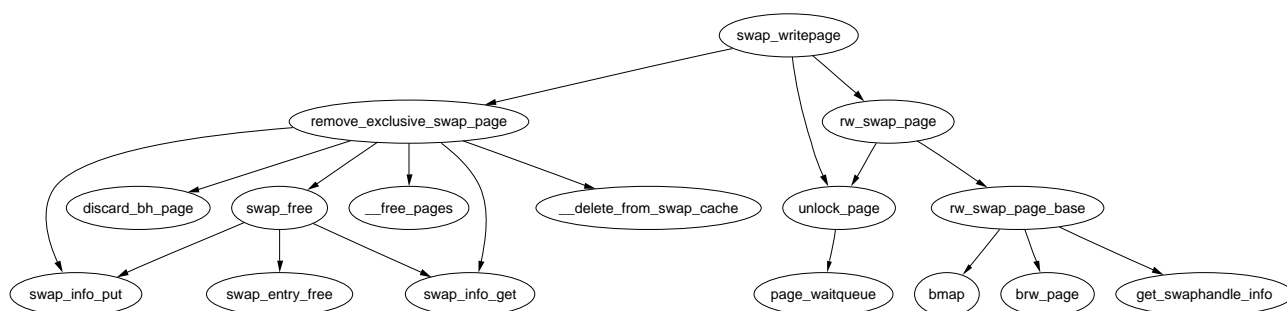 swap_writepage
remove_exclusive_swap_page
rw_swap_page
discard_bh_page
swap_free
__free_pages
__delete_from_swap_cache
unlock_page
rw_swap_page_base
swap_info_put
swap_entry_free
swap_info_get
page_waitqueue
bmap
brw_page
get_swaphandle_info